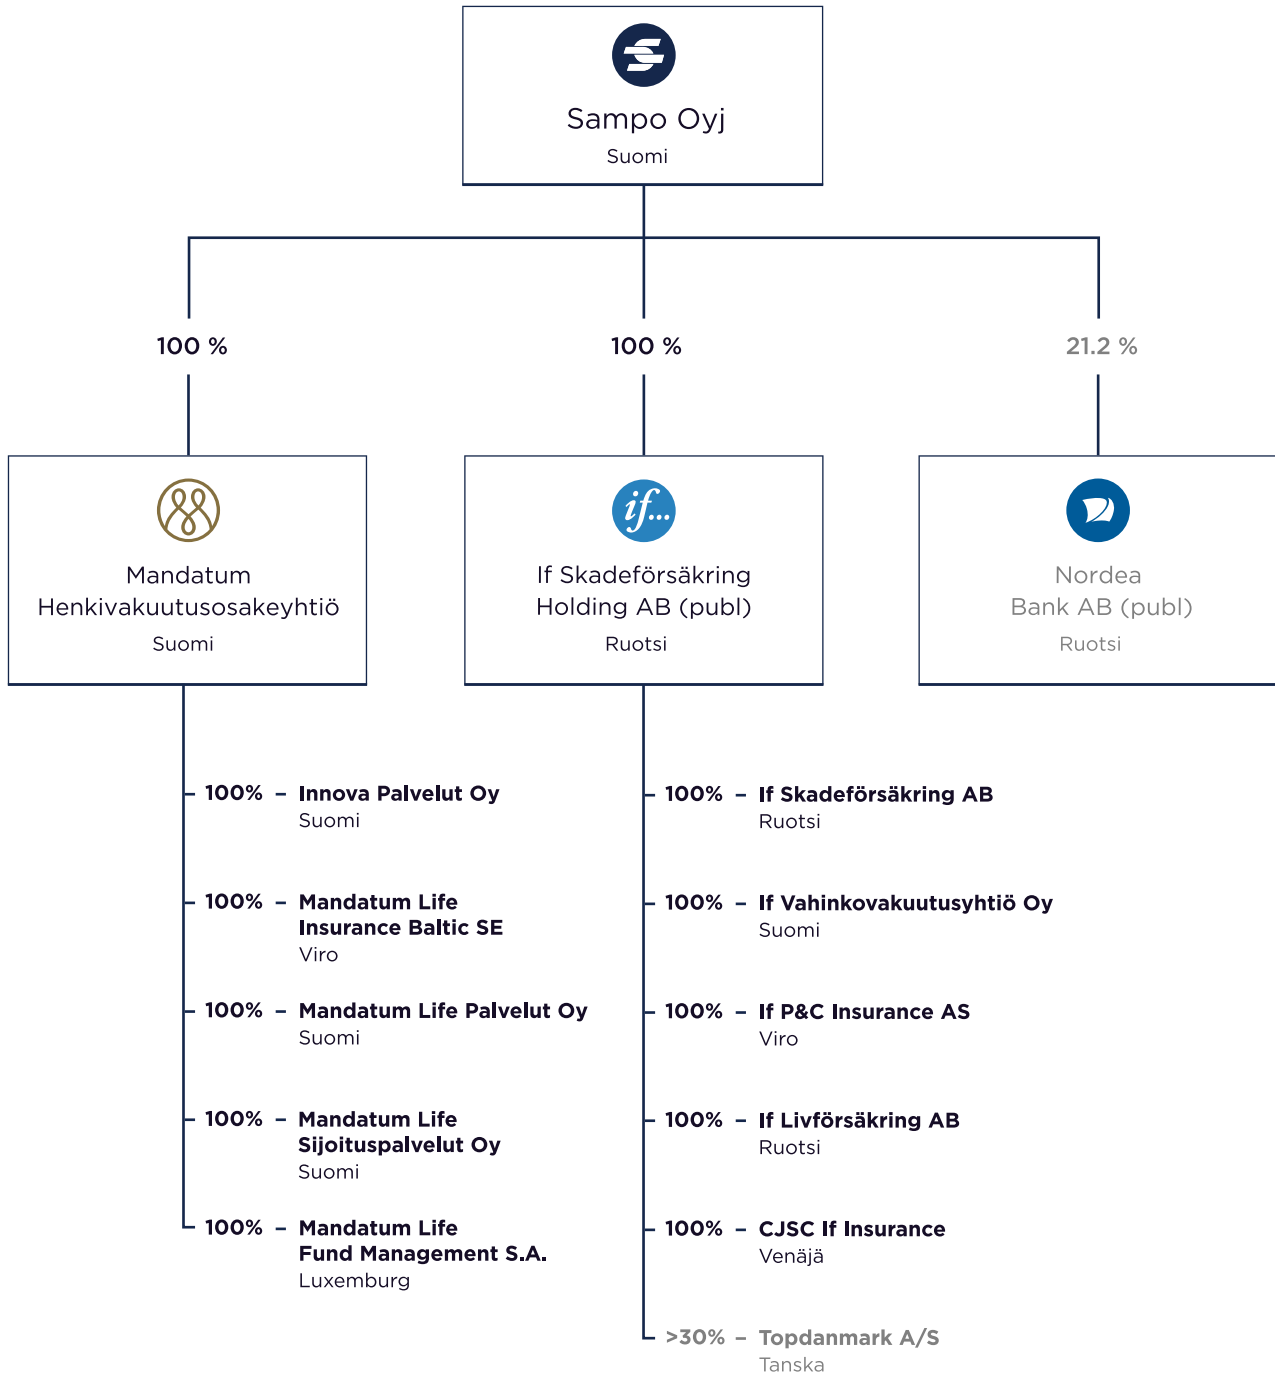 Sampo Oyj
Suomi
100 %
100 %
21.2 %
Mandatum
Henkivakuutusosakeyhtiö
Suomi
if...
If Skadeförsäkring
Holding AB (publ)
Ruotsi
Nordea
Bank AB (publ)
Ruotsi
100% – Innova Palvelut Oy
Suomi
100% – Mandatum Life
Insurance Baltic SE
Viro
100% – Mandatum Life Palvelut Oy
Suomi
100% – Mandatum Life
Sijoituspalvelut Oy
Suomi
100% – Mandatum Life
Fund Management S.A.
Luxemburg
100% – If Skadeförsäkring AB
Ruotsi
100% – If Vahinkovakuutusyhtiö Oy
Suomi
100% – If P&C Insurance AS
Viro
100% – If Livförsäkring AB
Ruotsi
100% – CJSC If Insurance
Venäjä
>30% – Topdanmark A/S
Tanska